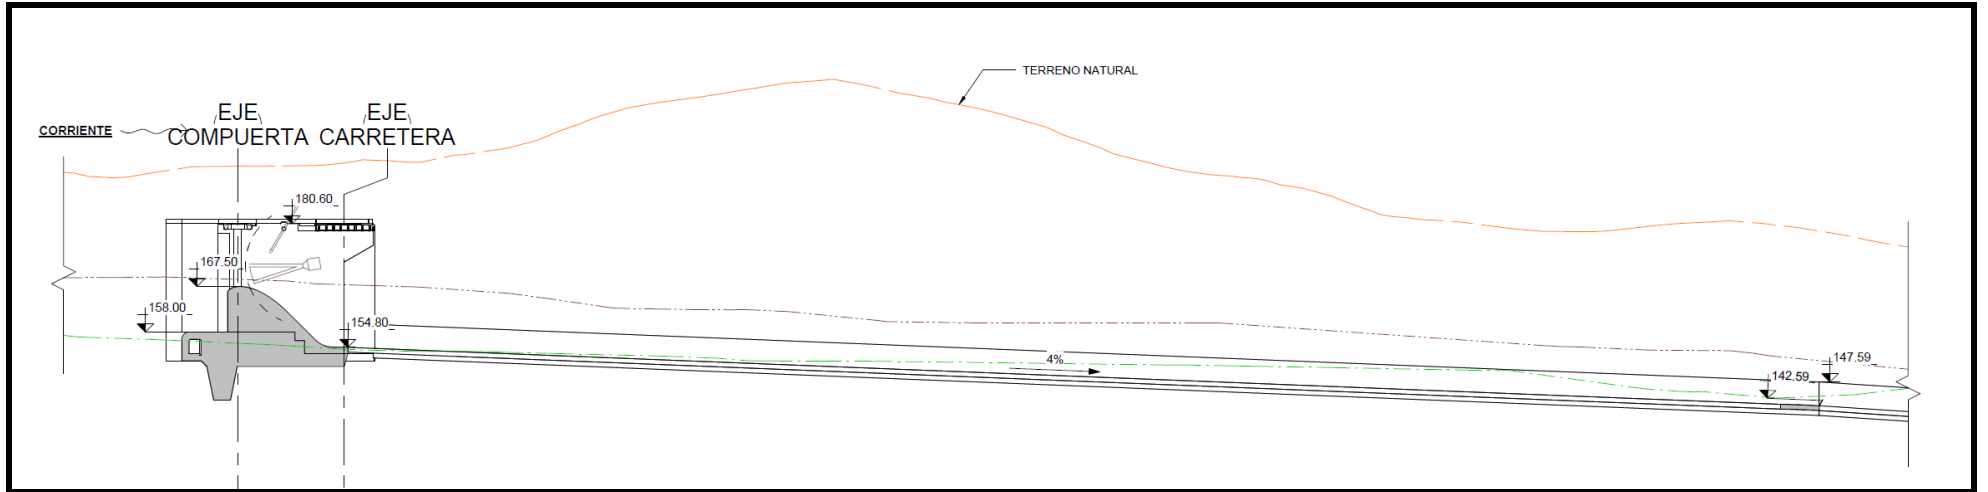 TERRENO NATURAL
EJE
COMPUERTA
EJE
CARRETERA
CORRIENTE
180.60
167.50
158.00
154.80
4%
147.59
142.59